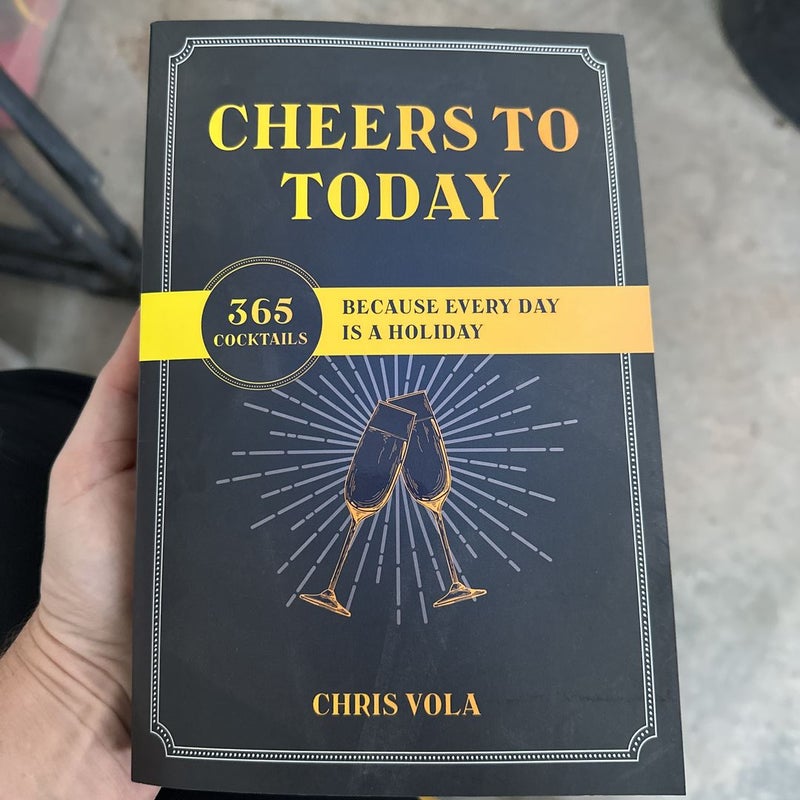 CHEERS TO
TODAY
365
COCKTAILS
BECAUSE EVERY DAY
IS A HOLIDAY
CHRIS VOLA